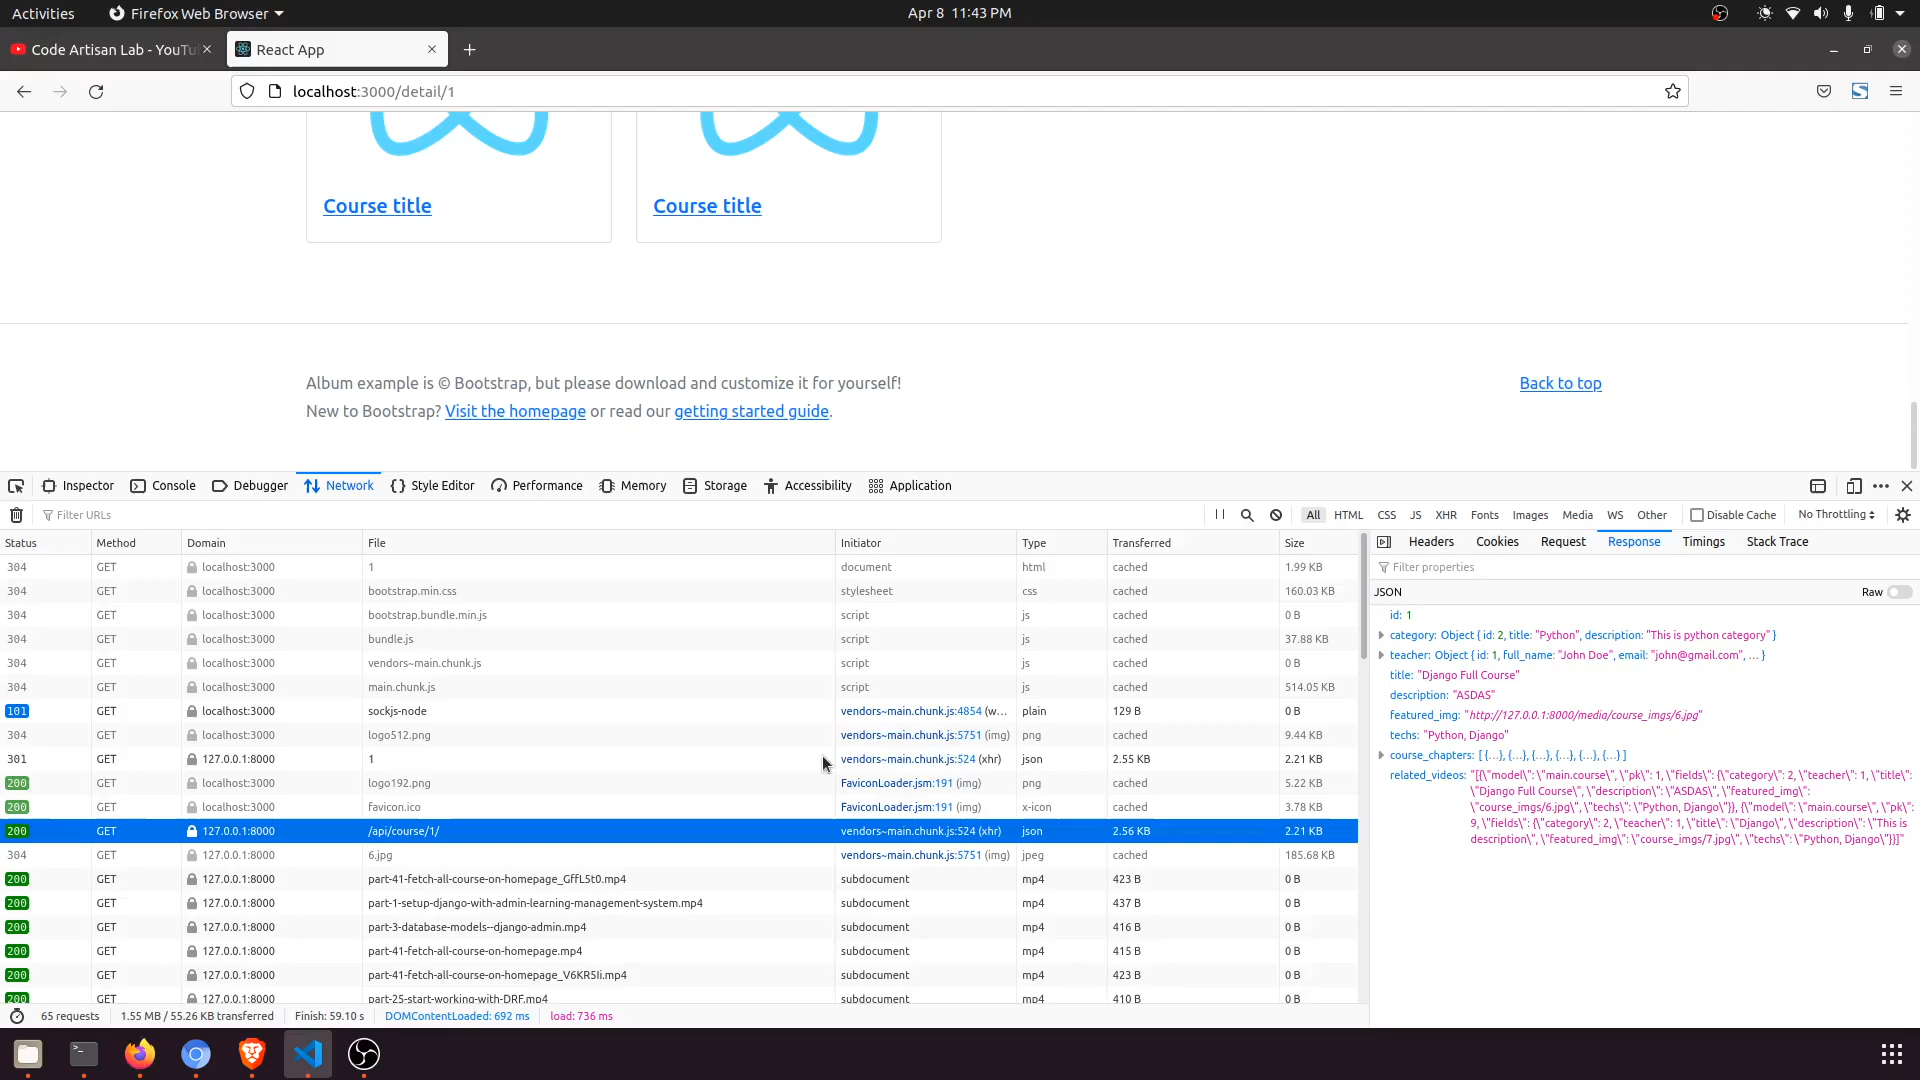 Activities Firefox Web Browser Apr 8 11:43 PM
Code Artisan Lab - YouTu React App
localhost:3000/detail/1
Course title Course title
Album example is © Bootstrap, but please download and customize it for yourself! Back to top
New to Bootstrap? Visit the homepage or read our getting started guide.
Inspector Console Debugger Network Style Editor Performance Memory Storage Accessibility Application
Filter URLs All HTML CSS JS XHR Fonts Images Media WS Other Disable Cache No Throttling
Status Method Domain File Initiator Type Transferred Size
304 GET localhost:3000 1 document html cached 1.99 KB
304 GET localhost:3000 bootstrap.min.css stylesheet css cached 160.03 KB
304 GET localhost:3000 bootstrap.bundle.min.js script js cached 0 B
304 GET localhost:3000 bundle.js script js cached 37.88 KB
304 GET localhost:3000 vendors~main.chunk.js script js cached 0 B
304 GET localhost:3000 main.chunk.js script js cached 514.05 KB
101 GET localhost:3000 sockjs-node vendors~main.chunk.js:4854 (w... plain 129 B 0 B
304 GET localhost:3000 logo512.png vendors~main.chunk.js:5751 (img) png cached 9.44 KB
301 GET 127.0.0.1:8000 1 vendors~main.chunk.js:524 (xhr) json 2.55 KB 2.21 KB
200 GET localhost:3000 logo192.png FaviconLoader.jsm:191 (img) png cached 5.22 KB
200 GET localhost:3000 favicon.ico FaviconLoader.jsm:191 (img) x-icon cached 3.78 KB
200 GET 127.0.0.1:8000 /api/course/1/ vendors~main.chunk.js:524 (xhr) json 2.56 KB 2.21 KB
304 GET 127.0.0.1:8000 6.jpg vendors~main.chunk.js:5751 (img) jpeg cached 185.68 KB
200 GET 127.0.0.1:8000 part-41-fetch-all-course-on-homepage_GffL5t0.mp4 subdocument mp4 423 B 0 B
200 GET 127.0.0.1:8000 part-1-setup-django-with-admin-learning-management-system.mp4 subdocument mp4 437 B 0 B
200 GET 127.0.0.1:8000 part-3-database-models--django-admin.mp4 subdocument mp4 416 B 0 B
200 GET 127.0.0.1:8000 part-41-fetch-all-course-on-homepage.mp4 subdocument mp4 415 B 0 B
200 GET 127.0.0.1:8000 part-41-fetch-all-course-on-homepage_V6KR5Ii.mp4 subdocument mp4 423 B 0 B
200 GET 127.0.0.1:8000 part-25-start-working-with-DRF.mp4 subdocument mp4 410 B 0 B
65 requests 1.55 MB / 55.26 KB transferred Finish: 59.10 s DOMContentLoaded: 692 ms load: 736 ms
Headers Cookies Request Response Timings Stack Trace
Filter properties
JSON Raw
id: 1
category: Object { id: 2, title: "Python", description: "This is python category" }
teacher: Object { id: 1, full_name: "John Doe", email: "john@gmail.com", … }
title: "Django Full Course"
description: "ASDAS"
featured_img: "http://127.0.0.1:8000/media/course_imgs/6.jpg"
techs: "Python, Django"
course_chapters: [ {…}, {…}, {…}, {…}, {…}, {…} ]
related_videos: "[{\"model\": \"main.course\", \"pk\": 1, \"fields\": {\"category\": 2, \"teacher\": 1, \"title\":
\"Django Full Course\", \"description\": \"ASDAS\", \"featured_img\":
\"course_imgs/6.jpg\", \"techs\": \"Python, Django\"}}, {\"model\": \"main.course\", \"pk\":
9, \"fields\": {\"category\": 2, \"teacher\": 1, \"title\": \"Django\", \"description\": \"This is
description\", \"featured_img\": \"course_imgs/7.jpg\", \"techs\": \"Python, Django\"}}]"